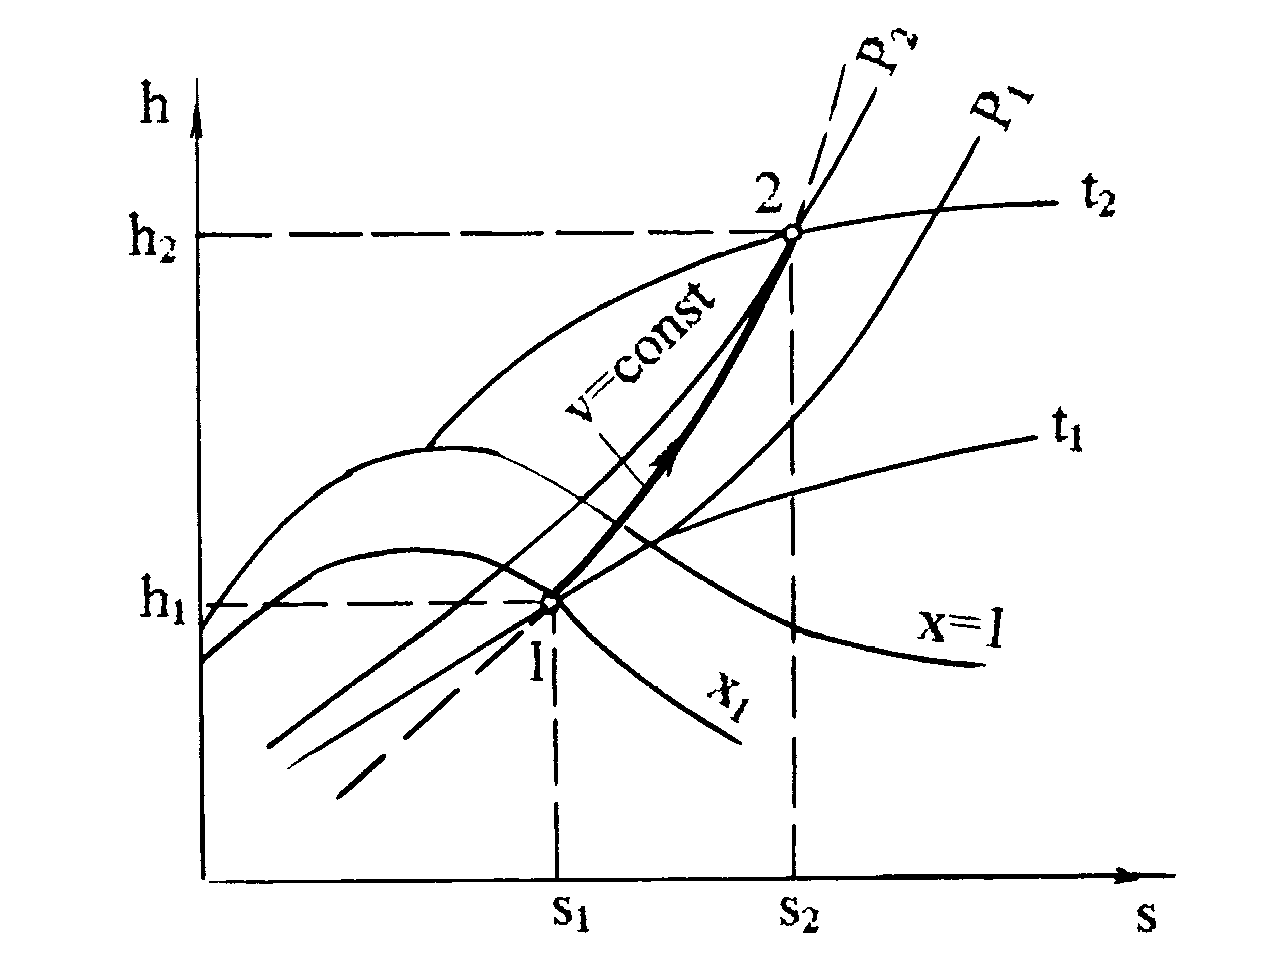 h
P₂
P₁
2
t₂
h₂
v=const
t₁
h₁
1
x=1
x₁
s₁
s₂
s